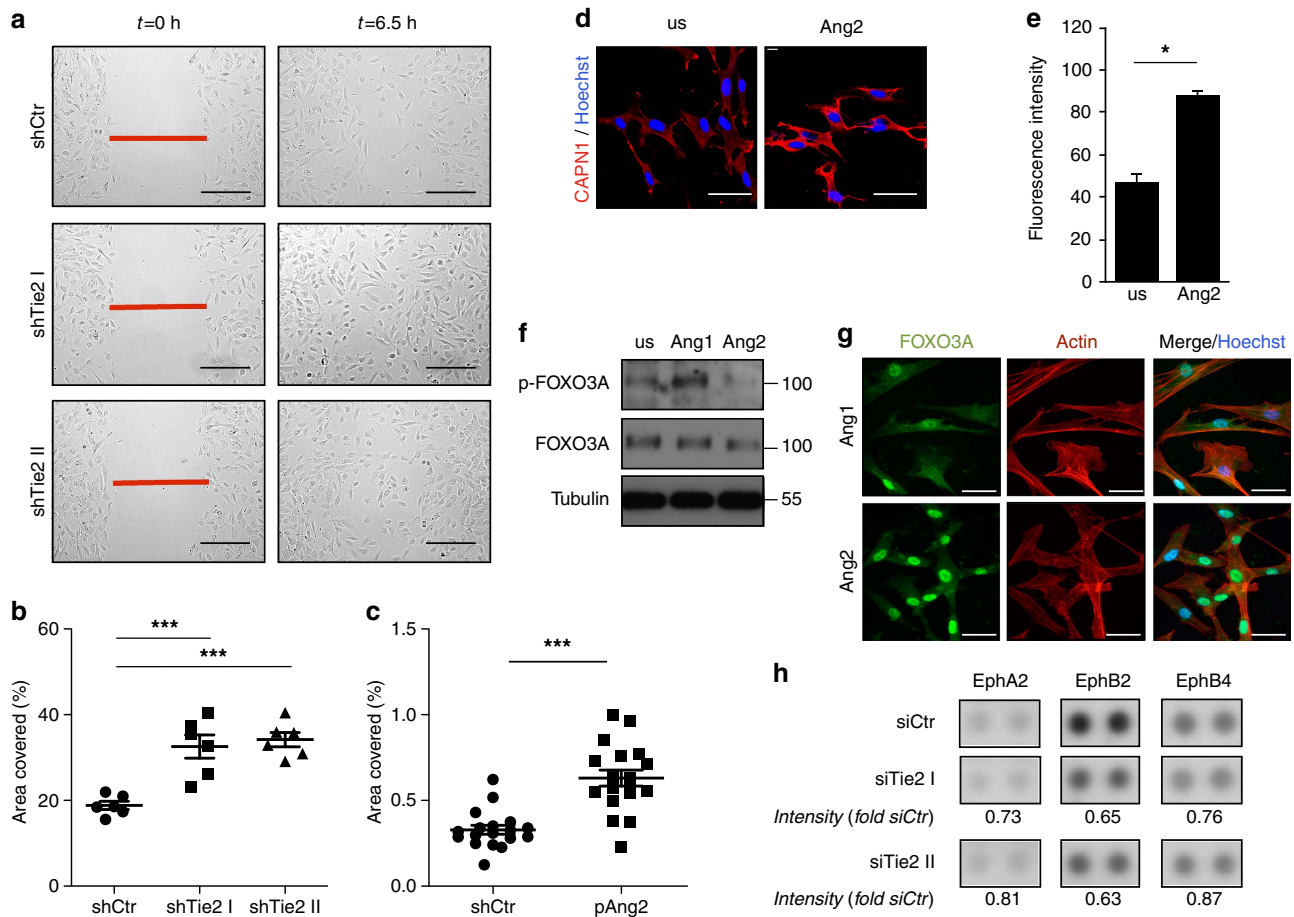 a
t=0 h
t=6.5 h
shCtr
shTie2 I
shTie2 II
b
60
40
20
0
Area covered (%)
***
***
shCtr
shTie2 I
shTie2 II
c
1.5
1.0
0.5
0.0
Area covered (%)
***
shCtr
pAng2
d
us
Ang2
CAPN1 / Hoechst
e
120
100
80
60
40
20
0
Fluorescence intensity
*
us
Ang2
f
us Ang1 Ang2
p-FOXO3A
100
FOXO3A
100
Tubulin
55
g
FOXO3A
Actin
Merge/Hoechst
Ang1
Ang2
h
EphA2
EphB2
EphB4
siCtr
siTie2 I
Intensity (fold siCtr) 0.73 0.65 0.76
siTie2 II
Intensity (fold siCtr) 0.81 0.63 0.87